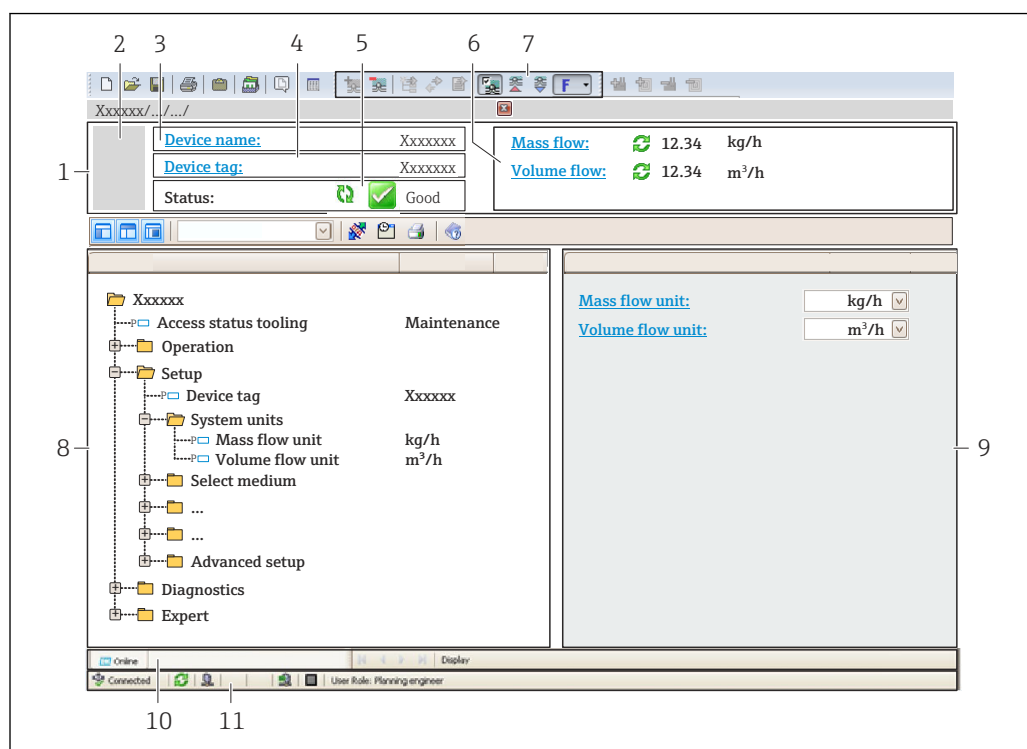 2 3 4 5 6 7
F
Xxxxxx/.../.../
1
Device name: Xxxxxxx
Device tag: Xxxxxxx
Status: Good
Mass flow: 12.34 kg/h
Volume flow: 12.34 m³/h
Xxxxxx
Access status tooling Maintenance
Operation
Setup
Device tag Xxxxxx
System units
Mass flow unit kg/h
Volume flow unit m³/h
Select medium
...
...
Advanced setup
Diagnostics
Expert
8
Mass flow unit: kg/h
Volume flow unit: m³/h
9
Online Display
Connected User Role: Planning engineer
10 11